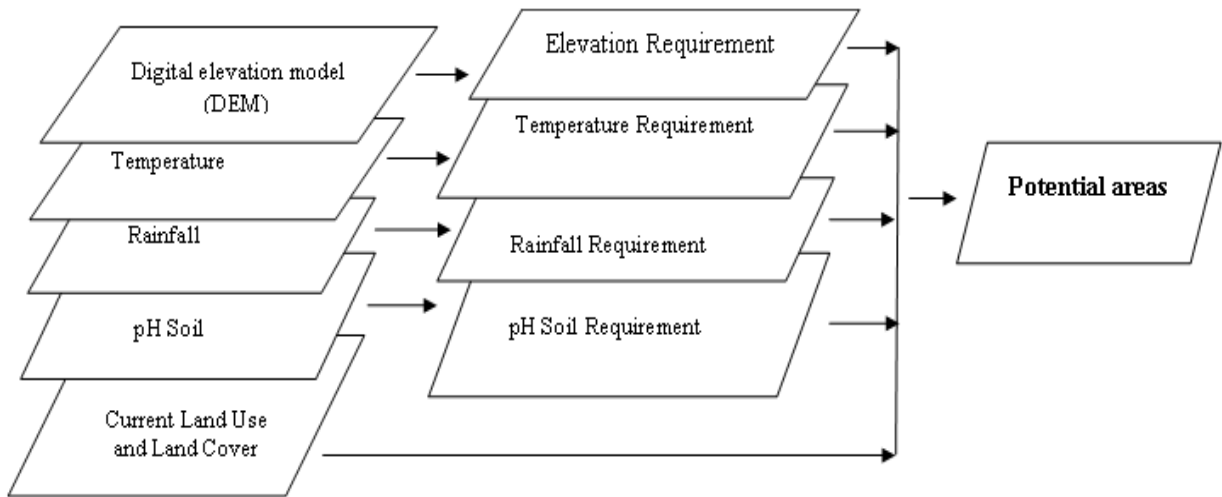 Digital elevation model
(DEM)
Temperature
Rainfall
pH Soil
Current Land Use
and Land Cover
Elevation Requirement
Temperature Requirement
Rainfall Requirement
pH Soil Requirement
Potential areas